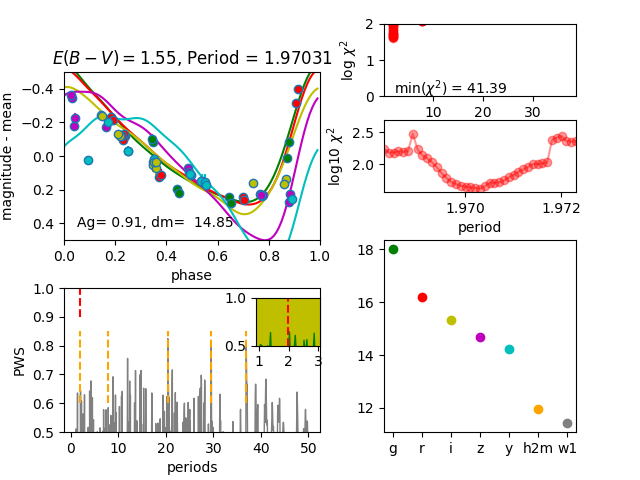 E(B − V) = 1.55, Period = 1.97031
magnitude - mean
−0.4
−0.2
0.0
0.2
0.4
Ag= 0.91, dm=  14.85
0.0 0.2 0.4 0.6 0.8 1.0
phase
log χ²
2
1
0
min(χ²) = 41.39
10 20 30
log10 χ²
2.5
2.0
1.970 1.972
period
PWS
1.0
0.9
0.8
0.7
0.6
0.5
1.0
0.5
1 2 3
0 10 20 30 40 50
periods
18
16
14
12
g r i z y h2m w1